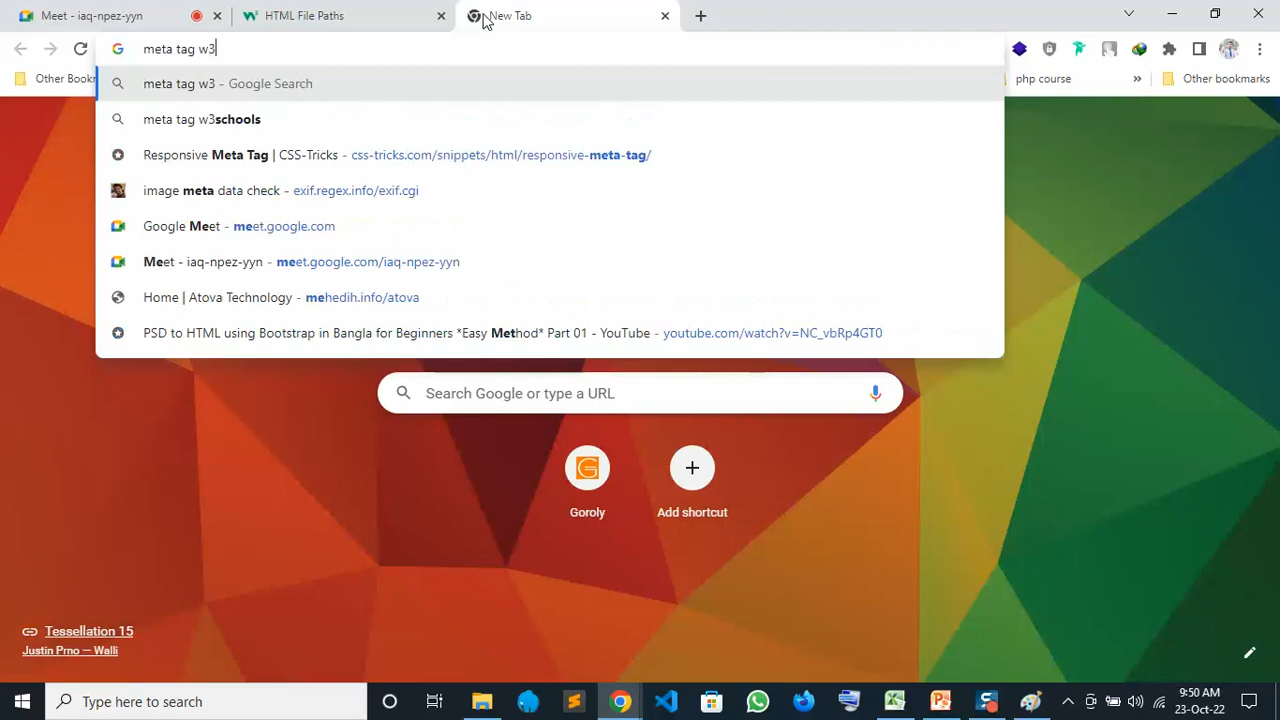 Meet - iaq-npez-yyn
HTML File Paths
New Tab
meta tag w3
Other Bookm
php course
»
Other bookmarks
meta tag w3 - Google Search
meta tag w3schools
Responsive Meta Tag | CSS-Tricks - css-tricks.com/snippets/html/responsive-meta-tag/
image meta data check - exif.regex.info/exif.cgi
Google Meet - meet.google.com
Meet - iaq-npez-yyn - meet.google.com/iaq-npez-yyn
Home | Atova Technology - mehedih.info/atova
PSD to HTML using Bootstrap in Bangla for Beginners *Easy Method* Part 01 - YouTube - youtube.com/watch?v=NC_vbRp4GT0
Search Google or type a URL
Goroly
Add shortcut
Tessellation 15
Justin Prno — Walli
Type here to search
9:50 AM
23-Oct-22